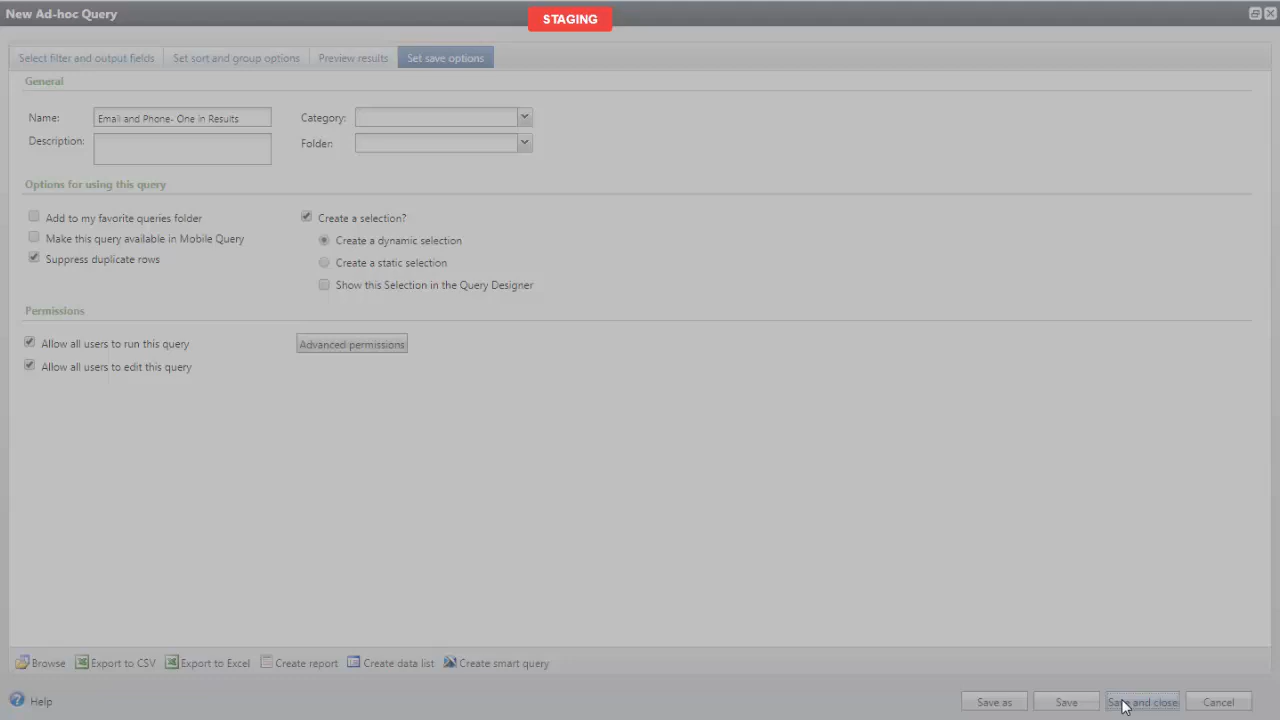 New Ad-hoc Query
STAGING
Select filter and output fields
Set sort and group options
Preview results
Set save options
General
Name:
Email and Phone- One in Results
Category:
Description:
Folder:
Options for using this query
Add to my favorite queries folder
Create a selection?
Make this query available in Mobile Query
Create a dynamic selection
Suppress duplicate rows
Create a static selection
Show this Selection in the Query Designer
Permissions
Allow all users to run this query
Advanced permissions
Allow all users to edit this query
Browse
Export to CSV
Export to Excel
Create report
Create data list
Create smart query
Help
Save as
Save
Save and close
Cancel